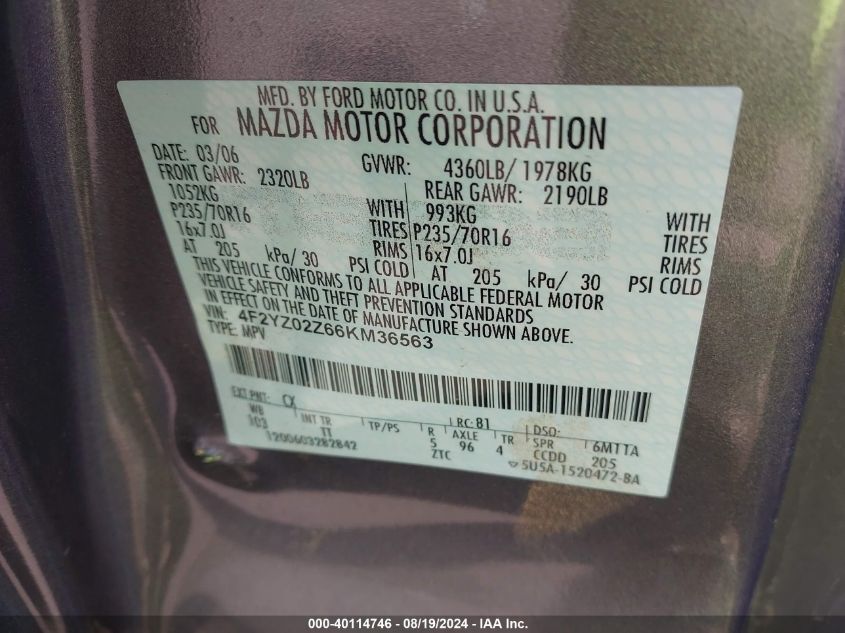 MFD. BY FORD MOTOR CO. IN U.S.A.
FOR MAZDA MOTOR CORPORATION
DATE: 03/06 GVWR: 4360LB/ 1978KG
FRONT GAWR: 2320LB REAR GAWR: 2190LB
1052KG WITH 993KG WITH
P235/70R16 TIRES P235/70R16 TIRES
16x7.0J RIMS 16x7.0J RIMS
AT 205 kPa/ 30 PSI COLD AT 205 kPa/ 30 PSI COLD
THIS VEHICLE CONFORMS TO ALL APPLICABLE FEDERAL MOTOR
VEHICLE SAFETY AND THEFT PREVENTION STANDARDS
IN EFFECT ON THE DATE OF MANUFACTURE SHOWN ABOVE.
VIN: 4F2YZ02Z66KM36563
TYPE: MPV
EXT PNT: CX RC: 81 DSO:
WB INT TR TP/PS R AXLE TR SPR 6MTTA
103 TT 5 96 4 CCDD 205
1200603282842 ZTC 5U5A-1520472-BA
000-40114746 - 08/19/2024 - IAA Inc.